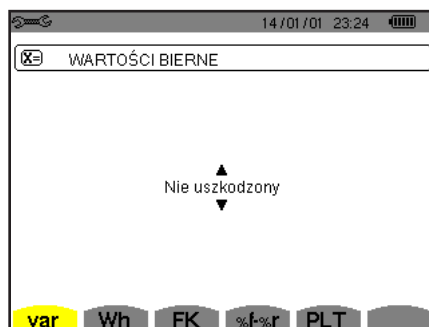 14/01/01 23:24
X= WARTOŚCI BIERNE
Nie uszkodzony
var Wh FK %f-%r PLT